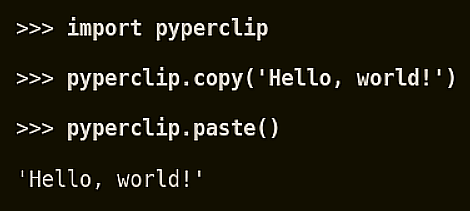 >>> import pyperclip
>>> pyperclip.copy('Hello, world!')
>>> pyperclip.paste()
'Hello, world!'